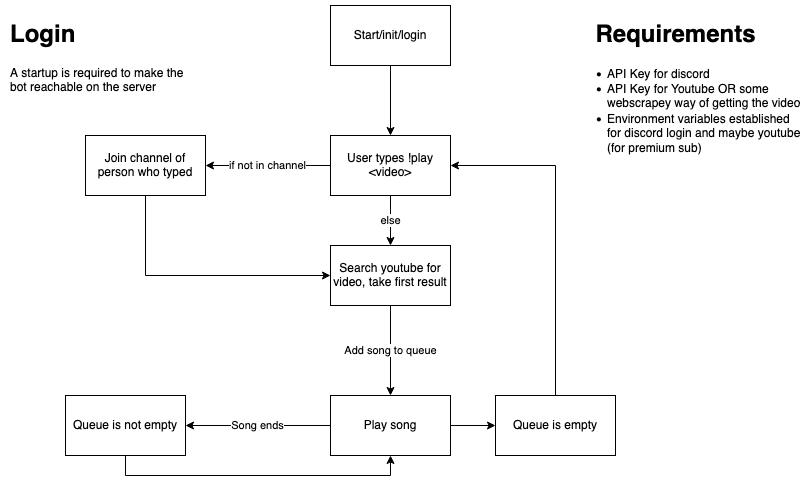 Login
A startup is required to make the
bot reachable on the server
Start/init/login
Requirements
• API Key for discord
• API Key for Youtube OR some
webscrapey way of getting the video
• Environment variables established
for discord login and maybe youtube
(for premium sub)
Join channel of
person who typed
if not in channel
User types !play
<video>
else
Search youtube for
video, take first result
Add song to queue
Queue is not empty
Song ends
Play song
Queue is empty